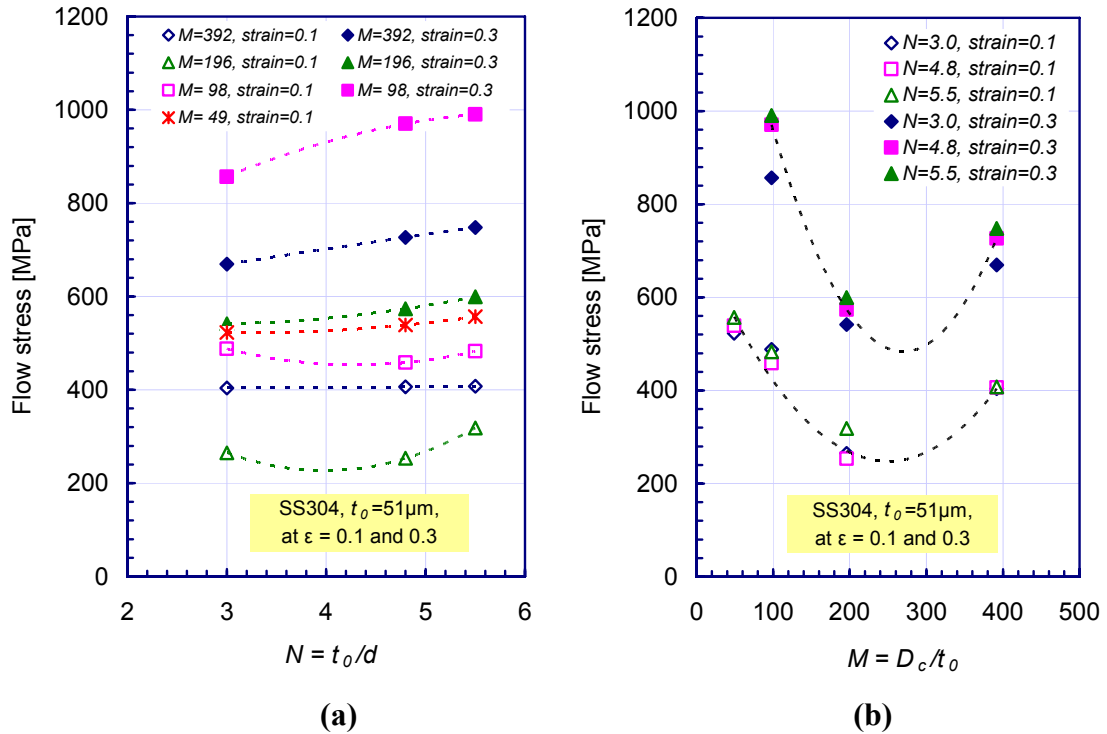 1200
1000
800
600
400
200
0
Flow stress [MPa]
M=392, strain=0.1
M=392, strain=0.3
M=196, strain=0.1
M=196, strain=0.3
M= 98, strain=0.1
M= 98, strain=0.3
M= 49, strain=0.1
SS304, t₀ =51µm,
at ε = 0.1 and 0.3
2 3 4 5 6
N = t₀/d
(a)
1200
1000
800
600
400
200
0
Flow stress [MPa]
N=3.0, strain=0.1
N=4.8, strain=0.1
N=5.5, strain=0.1
N=3.0, strain=0.3
N=4.8, strain=0.3
N=5.5, strain=0.3
SS304, t₀ =51µm,
at ε = 0.1 and 0.3
0 100 200 300 400 500
M = D_c/t₀
(b)